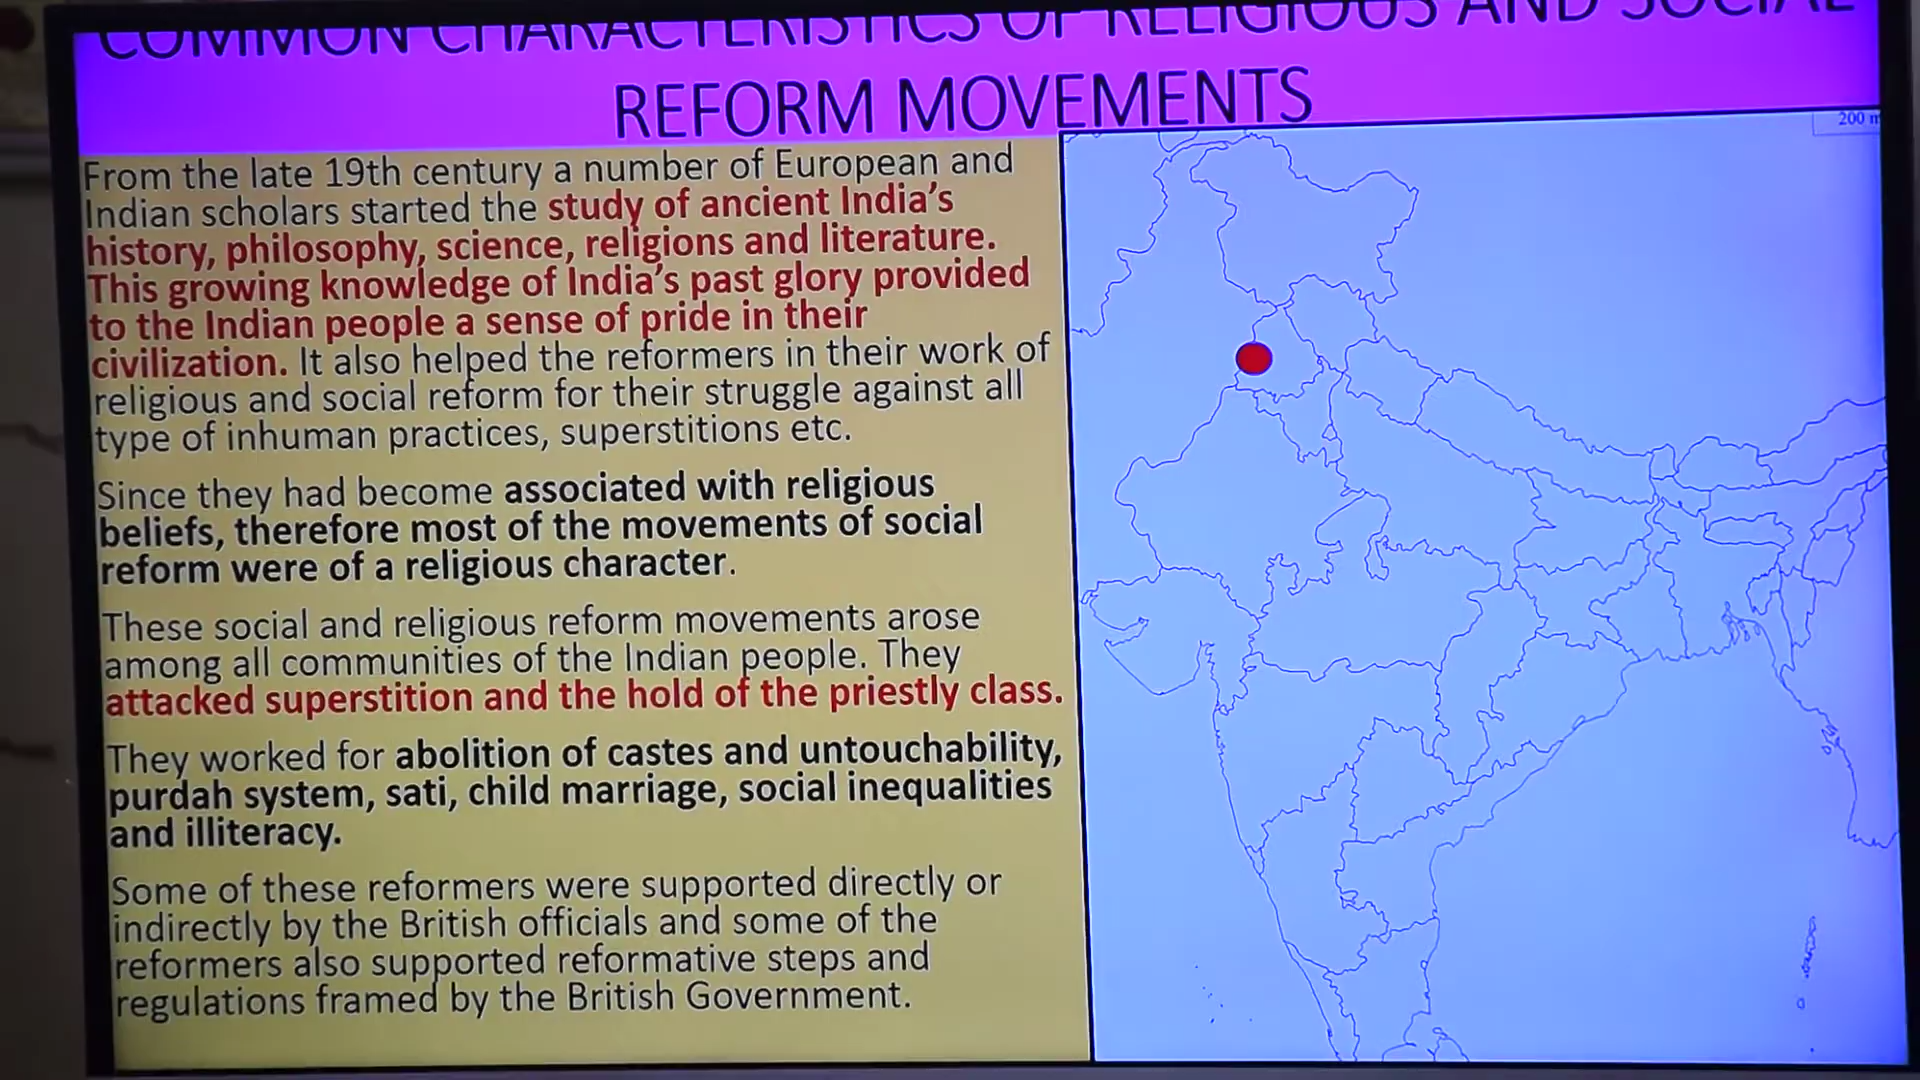 COMMON CHARACTERISTICS OF RELIGIOUS AND SOCIAL
REFORM MOVEMENTS
200 m
From the late 19th century a number of European and
Indian scholars started the study of ancient India's
history, philosophy, science, religions and literature.
This growing knowledge of India's past glory provided
to the Indian people a sense of pride in their
civilization. It also helped the reformers in their work of
religious and social reform for their struggle against all
type of inhuman practices, superstitions etc.
Since they had become associated with religious
beliefs, therefore most of the movements of social
reform were of a religious character.
These social and religious reform movements arose
among all communities of the Indian people. They
attacked superstition and the hold of the priestly class.
They worked for abolition of castes and untouchability,
purdah system, sati, child marriage, social inequalities
and illiteracy.
Some of these reformers were supported directly or
indirectly by the British officials and some of the
reformers also supported reformative steps and
regulations framed by the British Government.